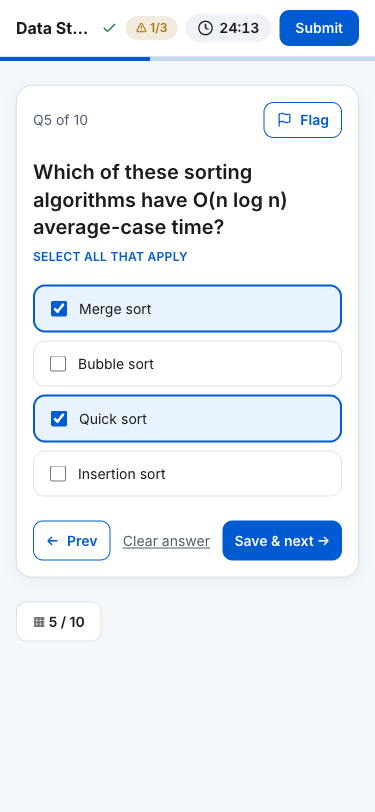 Data St...
1/3
24:13
Submit
Q5 of 10
Flag
Which of these sorting
algorithms have O(n log n)
average-case time?
SELECT ALL THAT APPLY
Merge sort
Bubble sort
Quick sort
Insertion sort
← Prev
Clear answer
Save & next →
5 / 10